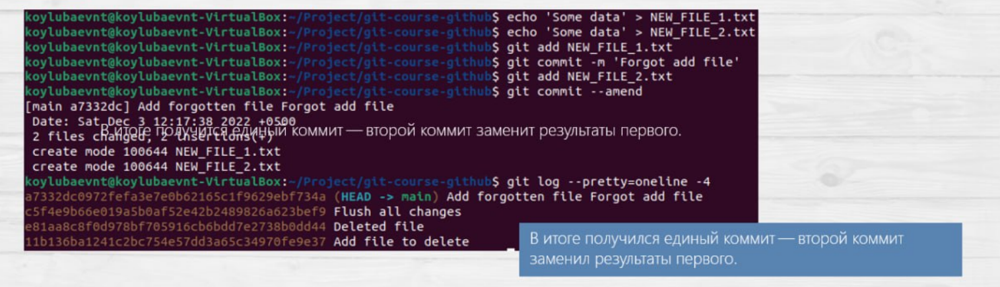 koylubaevnt@koylubaevnt-VirtualBox:~/Project/git-course-github$ echo 'Some data' > NEW_FILE_1.txt
koylubaevnt@koylubaevnt-VirtualBox:~/Project/git-course-github$ echo 'Some data' > NEW_FILE_2.txt
koylubaevnt@koylubaevnt-VirtualBox:~/Project/git-course-github$ git add NEW_FILE_1.txt
koylubaevnt@koylubaevnt-VirtualBox:~/Project/git-course-github$ git commit -m 'Forgot add file'
koylubaevnt@koylubaevnt-VirtualBox:~/Project/git-course-github$ git add NEW_FILE_2.txt
koylubaevnt@koylubaevnt-VirtualBox:~/Project/git-course-github$ git commit --amend
[main a7332dc] Add forgotten file Forgot add file
Date: Sat Dec 3 12:17:38 2022 +0500
В итоге получится единый коммит — второй коммит заменит результаты первого.
2 files changed, 2 insertions(+)
create mode 100644 NEW_FILE_1.txt
create mode 100644 NEW_FILE_2.txt
koylubaevnt@koylubaevnt-VirtualBox:~/Project/git-course-github$ git log --pretty=oneline -4
a7332dc0972fefa3e7e0b62165c1f9629ebf734a (HEAD -> main) Add forgotten file Forgot add file
c5f4e9b66e019a5b0af52e42b2489826a623bef9 Flush all changes
e81aa8c8f0d978bf705916cb6bdd7e2738b0dd44 Deleted file
11b136ba1241c2bc754e57dd3a65c34970fe9e37 Add file to delete
В итоге получился единый коммит — второй коммит
заменил результаты первого.